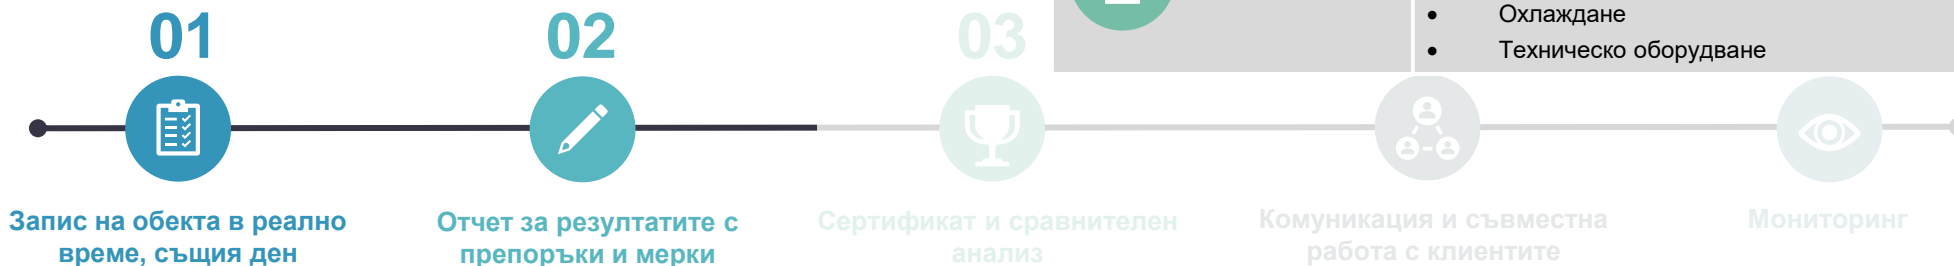 01
02
03
• Охлаждане
• Техническо оборудване
Запис на обекта в реално
време, същия ден
Отчет за резултатите с
препоръки и мерки
Сертификат и сравнителен
анализ
Комуникация и съвместна
работа с клиентите
Мониторинг